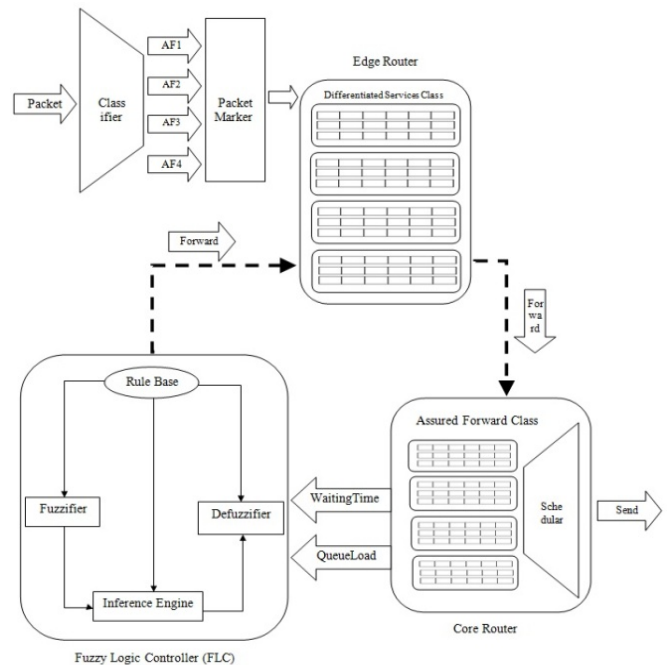 Packet
Class
ifier
AF1
AF2
AF3
AF4
Packet
Marker
Edge Router
Differentiated Services Class
Forward
For
wa
rd
Rule Base
Fuzzifier
Defuzzifier
Inference Engine
Fuzzy Logic Controller (FLC)
WaitingTime
QueueLoad
Assured Forward Class
Sche
dular
Send
Core Router